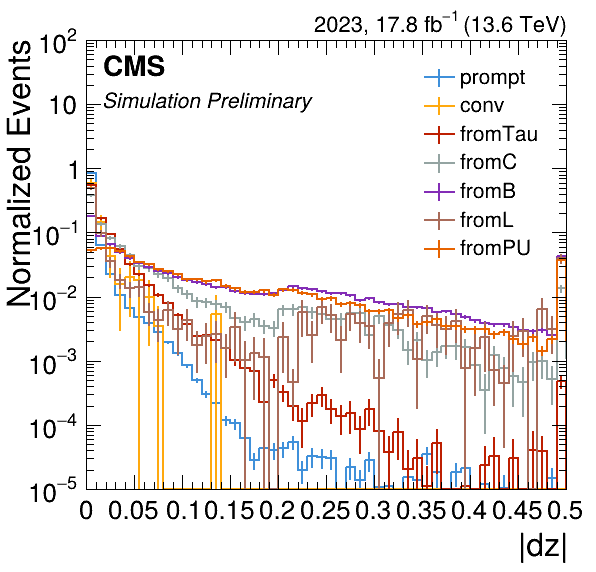 2023, 17.8 fb⁻¹ (13.6 TeV)
CMS
Simulation Preliminary
prompt
conv
fromTau
fromC
fromB
fromL
fromPU
Normalized Events
10²
10
1
10⁻¹
10⁻²
10⁻³
10⁻⁴
10⁻⁵
0 0.05 0.1 0.15 0.2 0.25 0.3 0.35 0.4 0.45 0.5
|dz|